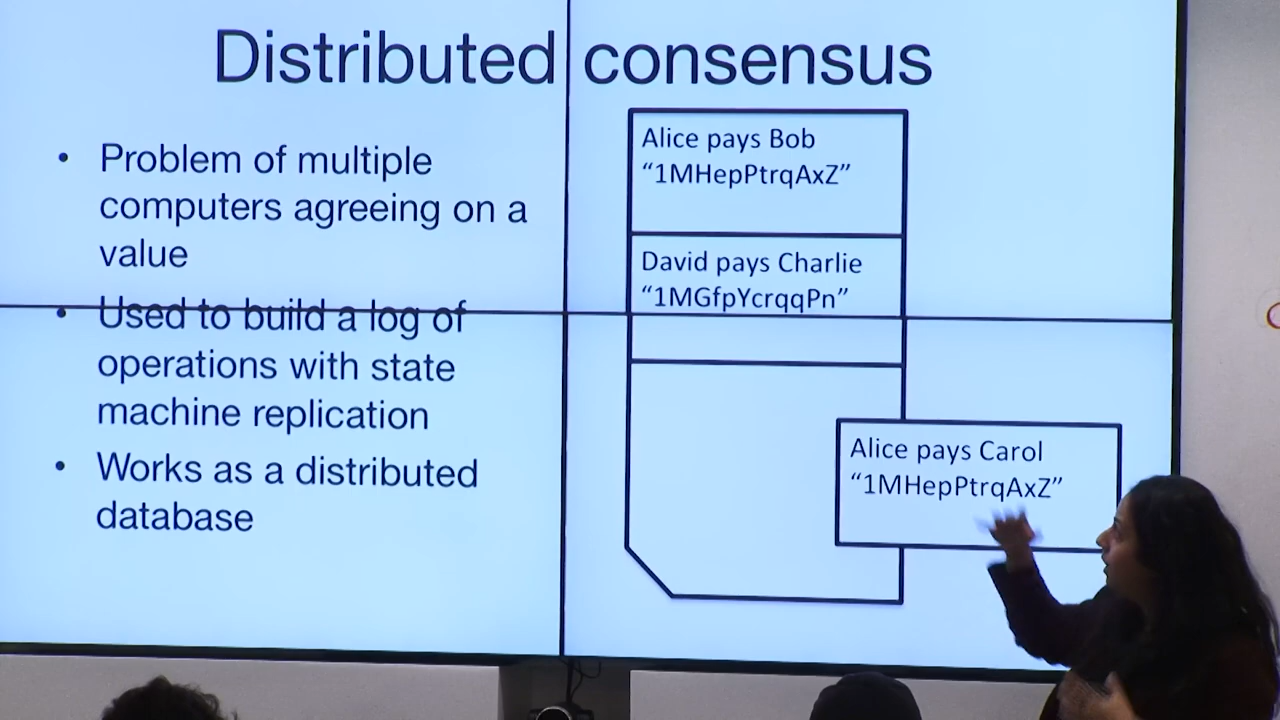 Distributed consensus
• Problem of multiple
computers agreeing on a
value
• Used to build a log of
operations with state
machine replication
• Works as a distributed
database
Alice pays Bob
“1MHepPtrqAxZ”
David pays Charlie
“1MGfpYcrqqPn”
Alice pays Carol
“1MHepPtrqAxZ”